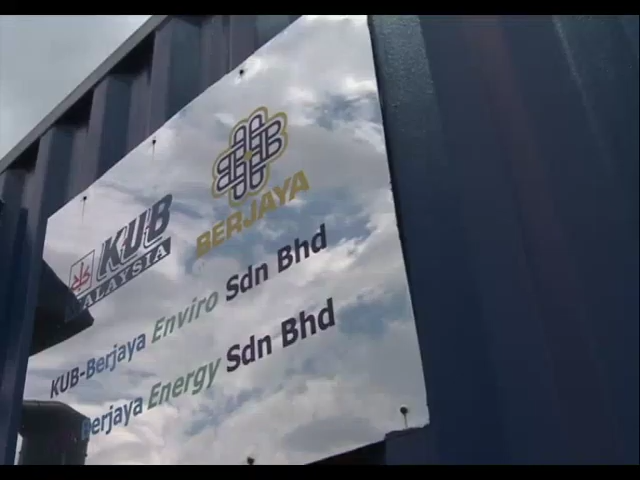 BERJAYA
KUB
MALAYSIA
KUB-Berjaya Enviro Sdn Bhd
Berjaya Energy Sdn Bhd